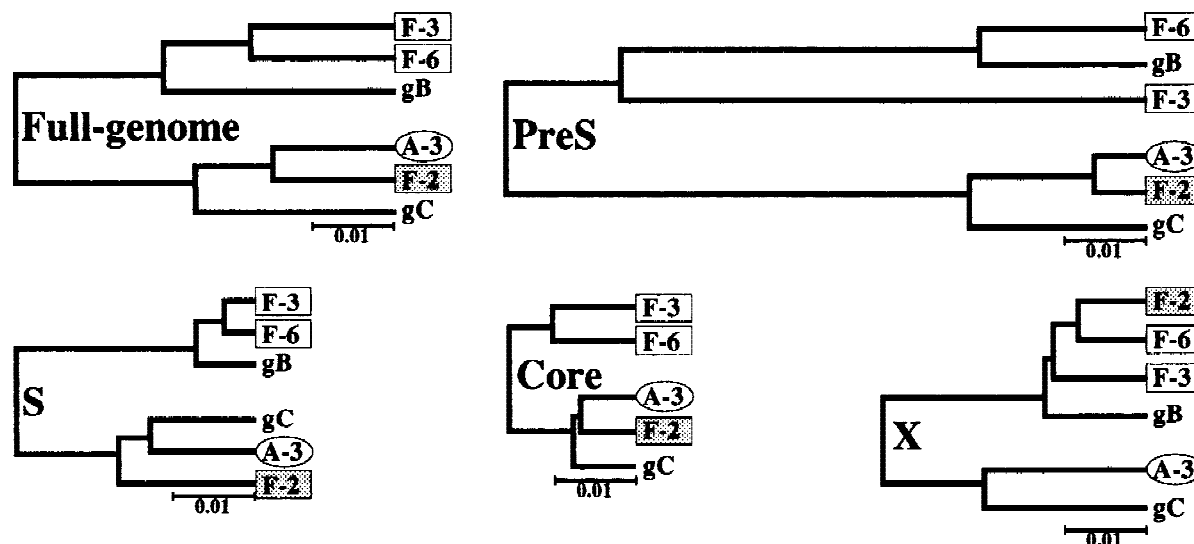 F-3
F-6
gB
Full-genome
A-3
F-2
gC
0.01
F-6
gB
F-3
PreS
A-3
F-2
gC
0.01
F-3
F-6
gB
S
gC
A-3
F-2
0.01
F-3
F-6
Core
A-3
F-2
gC
0.01
F-2
F-6
F-3
gB
X
A-3
gC
0.01